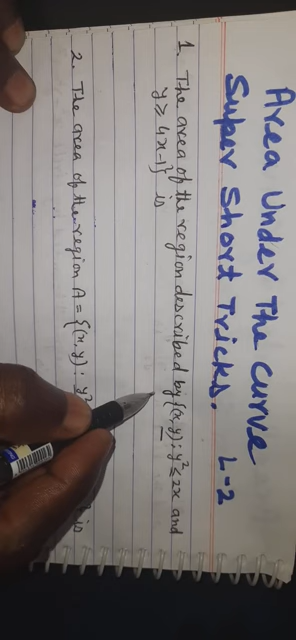 Area Under The Curve
Super Short Tricks. L-2
1. The area of the region described by {(x,y): y² ≤ 2x and
y ≥ 4x-1} is
2. The area of the region A = {(x,y): y² is